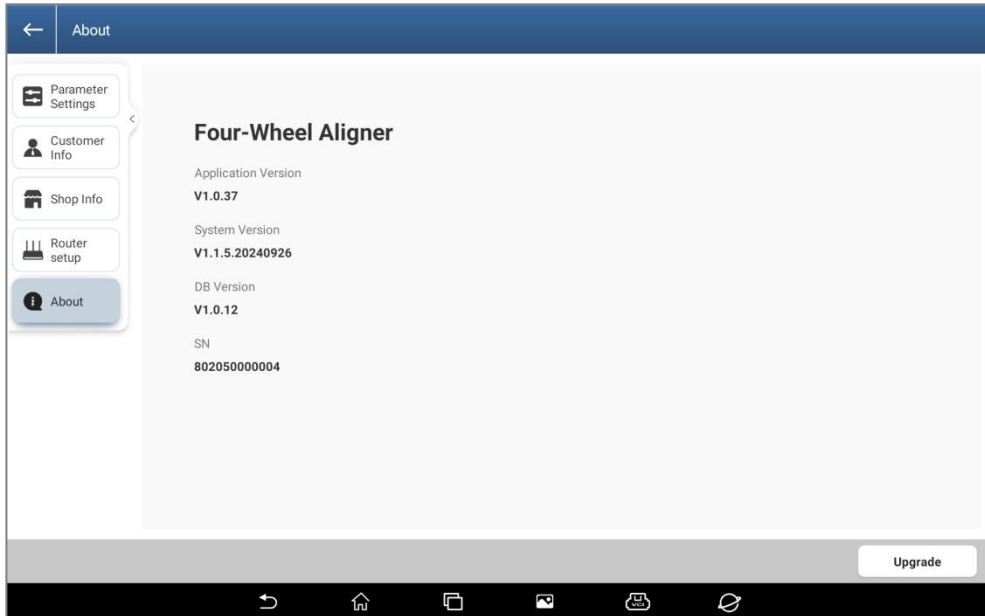 About
Parameter
Settings
Customer
Info
Shop Info
Router
setup
About
Four-Wheel Aligner
Application Version
V1.0.37
System Version
V1.1.5.20240926
DB Version
V1.0.12
SN
802050000004
Upgrade
VCI